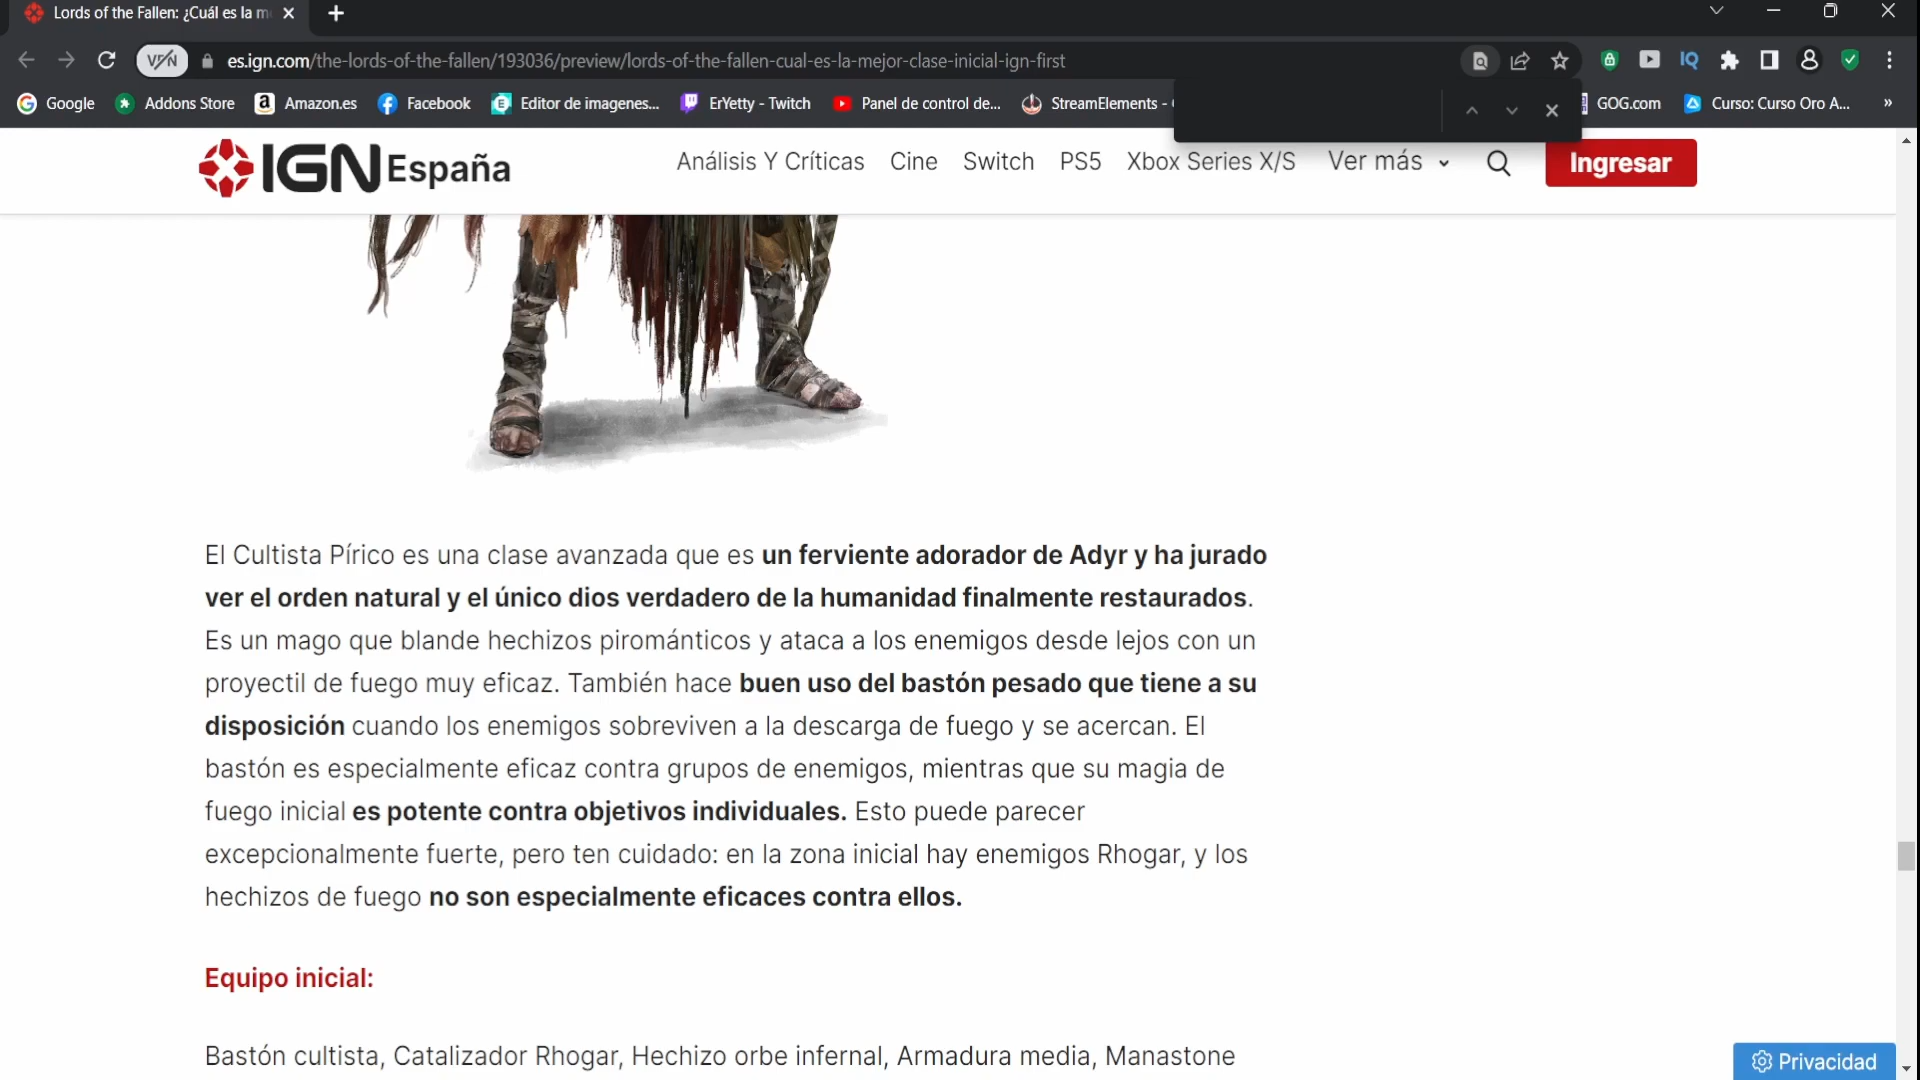 Lords of the Fallen: ¿Cuál es la m
VPN
es.ign.com/the-lords-of-the-fallen/193036/preview/lords-of-the-fallen-cual-es-la-mejor-clase-inicial-ign-first
IQ
Google Addons Store Amazon.es Facebook Editor de imagenes... ErYetty - Twitch Panel de control de... StreamElements - GOG.com Curso: Curso Oro A... »
IGN España Análisis Y Críticas Cine Switch PS5 Xbox Series X/S Ver más Ingresar
El Cultista Pírico es una clase avanzada que es un ferviente adorador de Adyr y ha jurado
ver el orden natural y el único dios verdadero de la humanidad finalmente restaurados.
Es un mago que blande hechizos pirománticos y ataca a los enemigos desde lejos con un
proyectil de fuego muy eficaz. También hace buen uso del bastón pesado que tiene a su
disposición cuando los enemigos sobreviven a la descarga de fuego y se acercan. El
bastón es especialmente eficaz contra grupos de enemigos, mientras que su magia de
fuego inicial es potente contra objetivos individuales. Esto puede parecer
excepcionalmente fuerte, pero ten cuidado: en la zona inicial hay enemigos Rhogar, y los
hechizos de fuego no son especialmente eficaces contra ellos.
Equipo inicial:
Bastón cultista, Catalizador Rhogar, Hechizo orbe infernal, Armadura media, Manastone
Privacidad